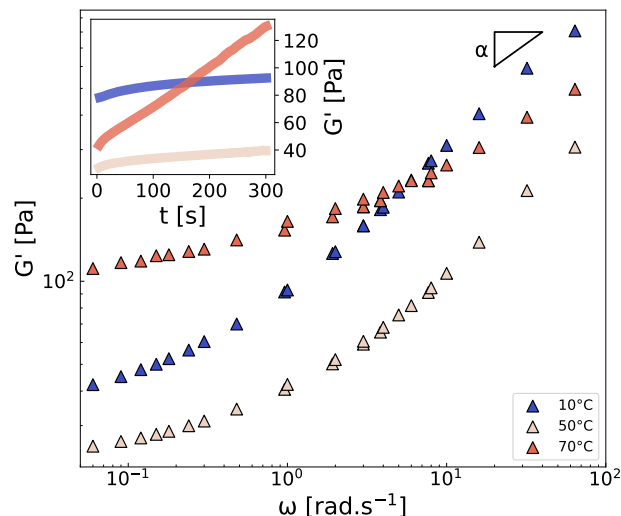 120
100
80
60
40
G' [Pa]
0
100
200
300
t [s]
α
G' [Pa]
10²
10°C
50°C
70°C
10⁻¹
10⁰
10¹
10²
ω [rad.s⁻¹]